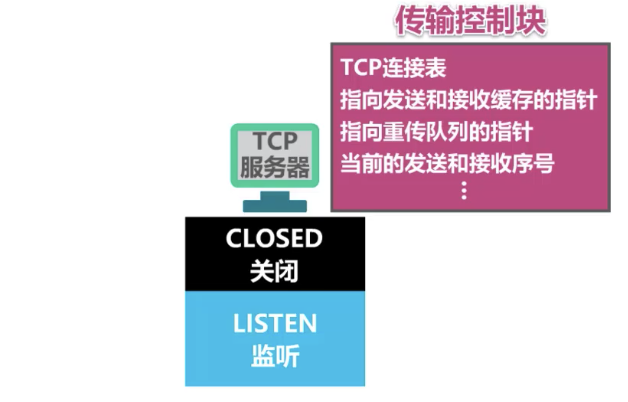 传输控制块
TCP连接表
指向发送和接收缓存的指针
指向重传队列的指针
当前的发送和接收序号
⋮
TCP
服务器
CLOSED
关闭
LISTEN
监听